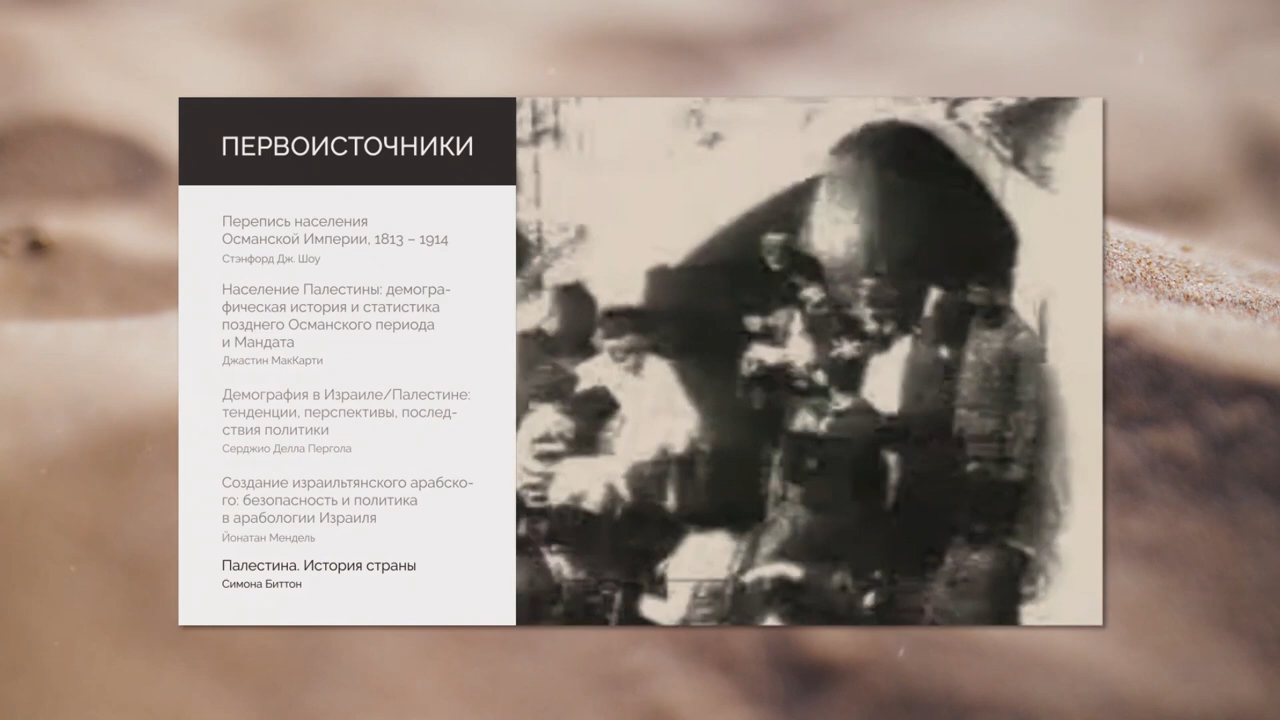 ПЕРВОИСТОЧНИКИ
Перепись населения
Османской Империи, 1813 – 1914
Стэнфорд Дж. Шоу
Население Палестины: демогра-
фическая история и статистика
позднего Османского периода
и Мандата
Джастин МакКарти
Демография в Израиле/Палестине:
тенденции, перспективы, послед-
ствия политики
Серджио Делла Пергола
Создание израильтянского арабско-
го: безопасность и политика
в арабологии Израиля
Йонатан Мендель
Палестина. История страны
Симона Биттон